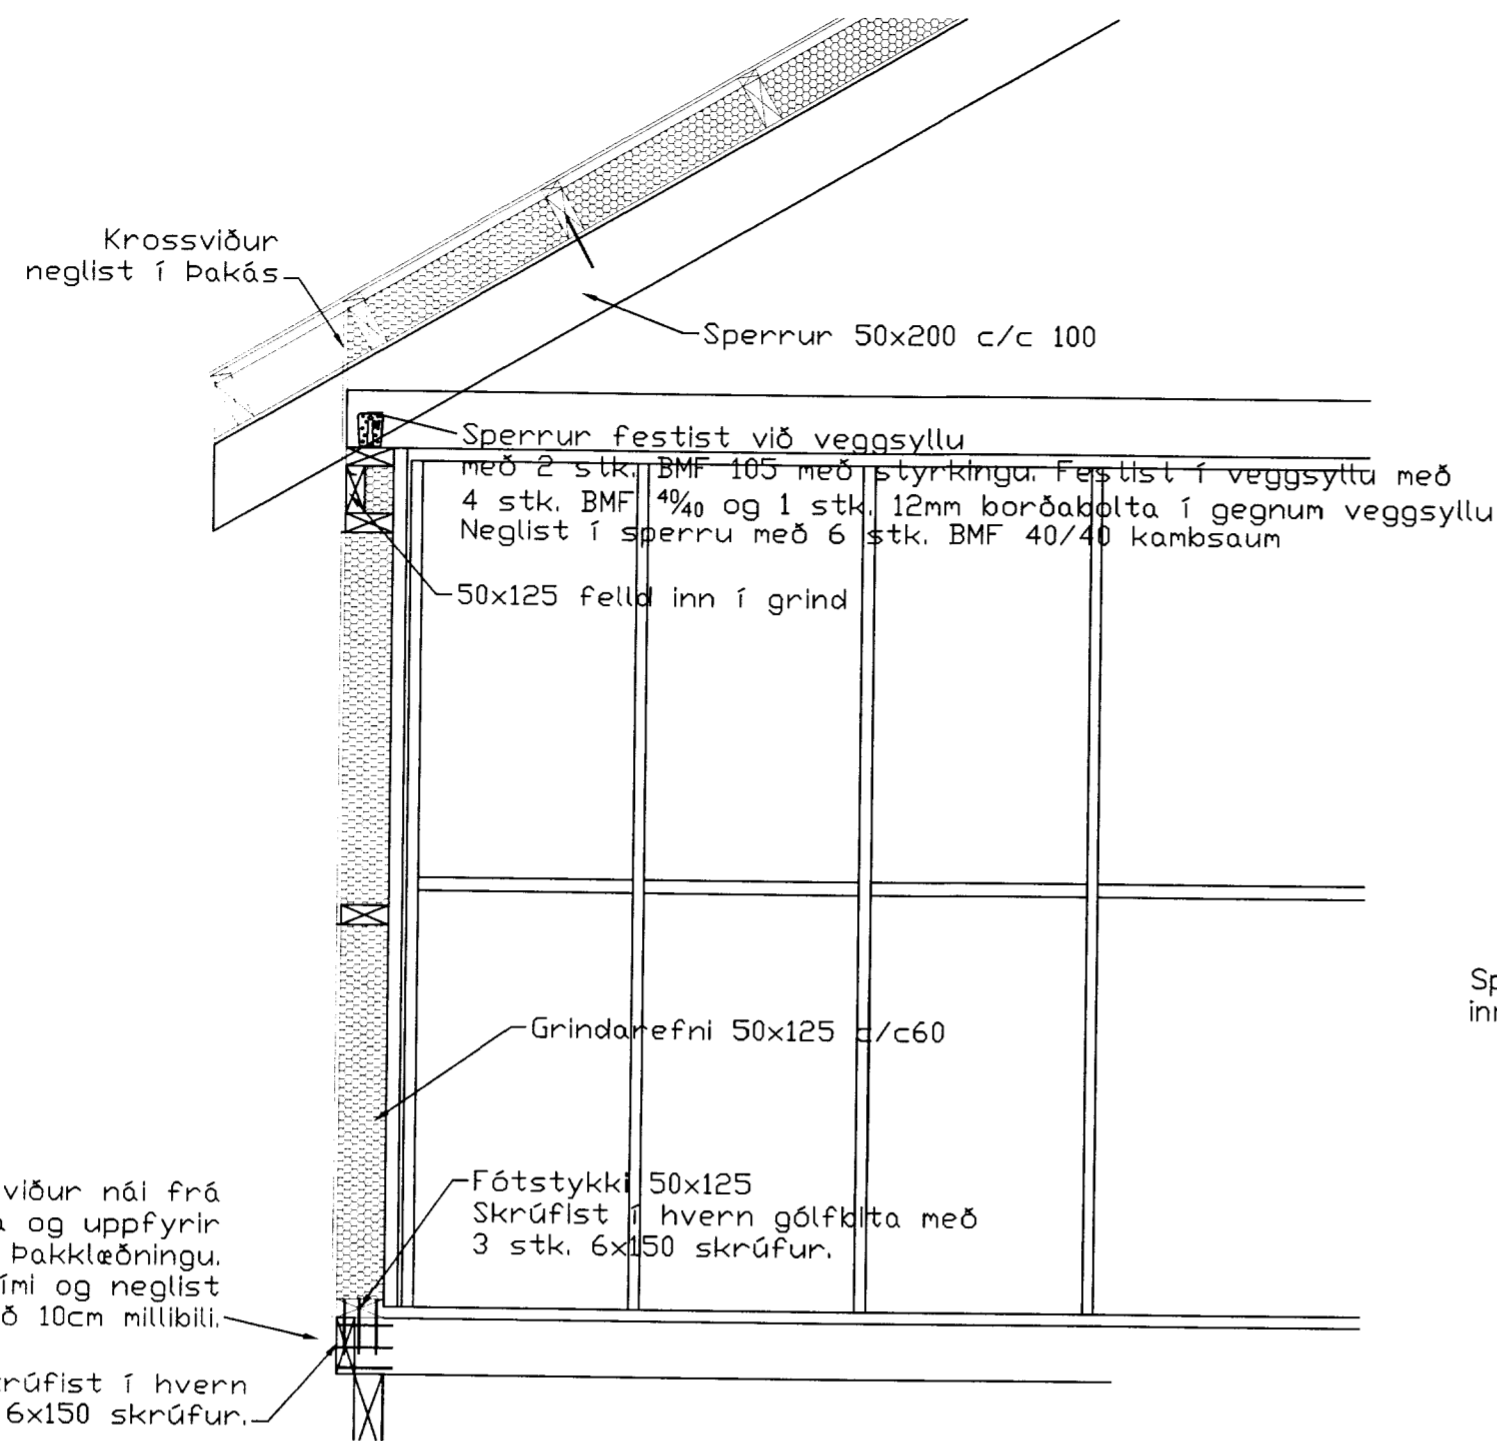 Krossviður
neglist í Þakás
Sperrur 50x200 c/c 100
Sperrur festist við veggsyllu
með 2 stk. BMF 105 með styrkingu. Festist í veggsyllu með
4 stk. BMF 40/40 og 1 stk. 12mm borðabolta í gegnum veggsyllu
Neglist í sperru með 6 stk. BMF 40/40 kambsaum
50x125 felld inn í grind
Grindarefni 50x125 c/c60
Fótstykki 50x125
Skrúfist í hvern gólfbita með
3 stk. 6x150 skrúfur.
viður nái frá
og uppfyrir
Þakklæðningu.
og neglist
10cm millibili.
í hvern
6x150 skrúfur.